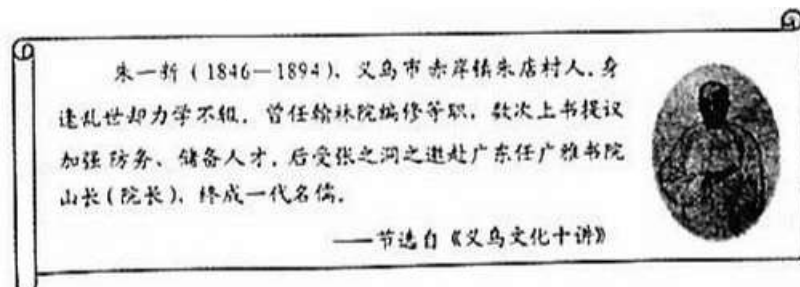 朱一新（1846—1894），义乌市赤岸镇朱店村人，身
逢乱世却力学不辍，曾任翰林院编修等职，数次上书提议
加强防务、储备人才，后受张之洞之邀赴广东任广雅书院
山长（院长），终成一代名儒。
——节选自《义乌文化十讲》